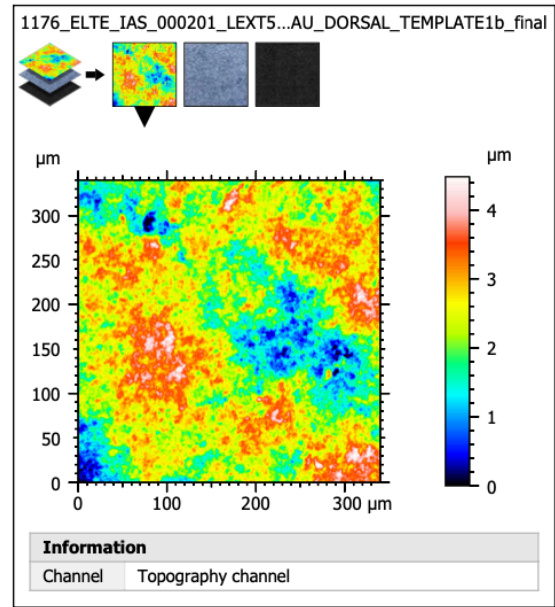 1176_ELTE_IAS_000201_LEXT5...AU_DORSAL_TEMPLATE1b_final
µm
µm
300
250
200
150
100
50
0
0 100 200 300 µm
4
3
2
1
0
Information
Channel Topography channel